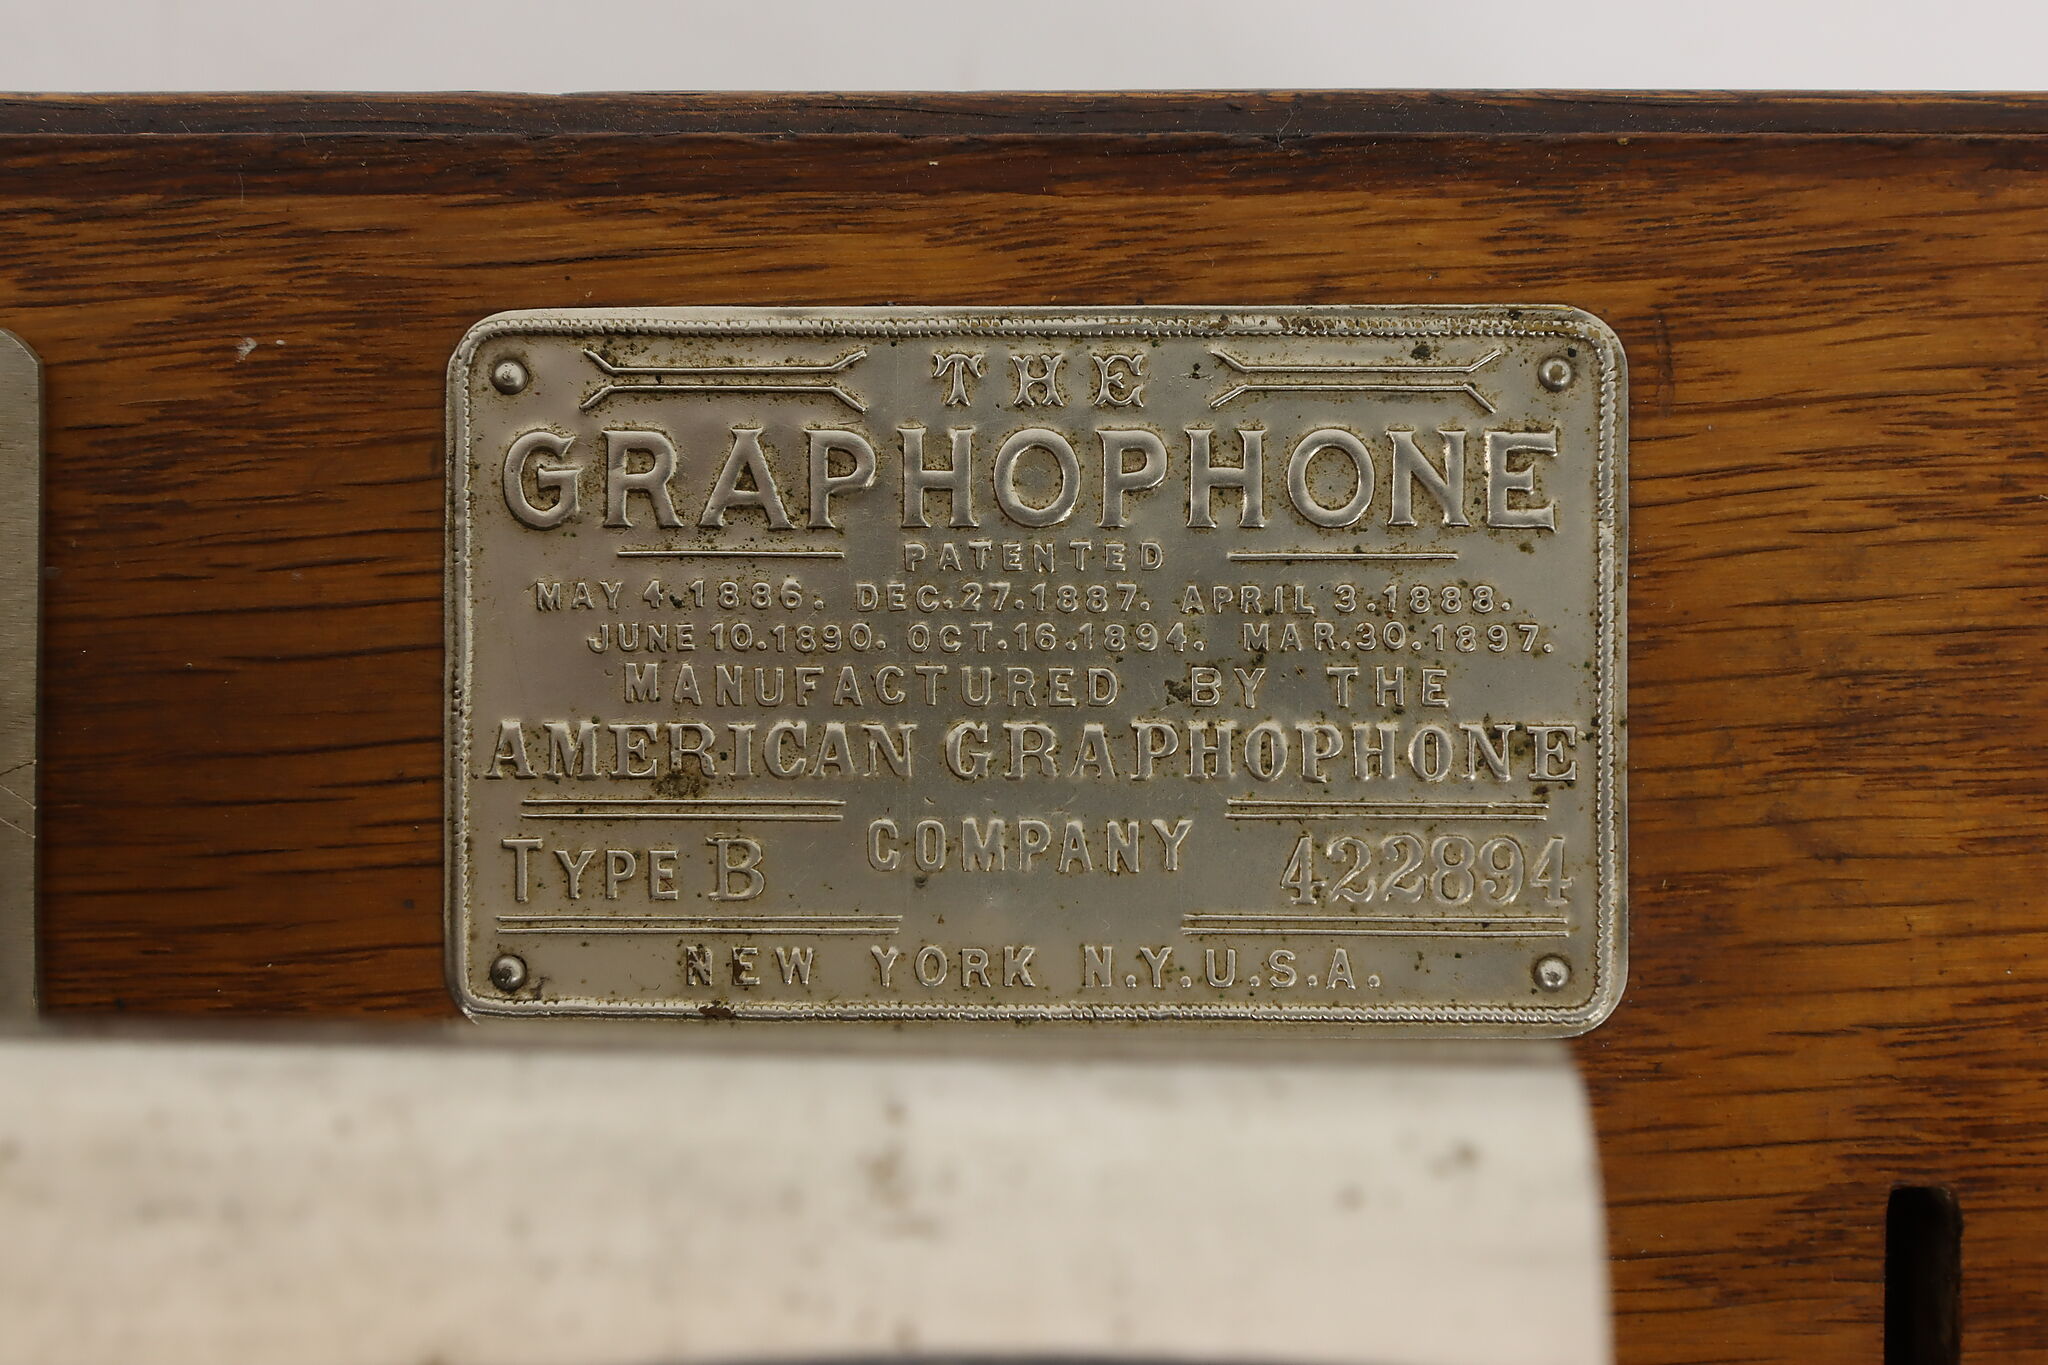 THE
GRAPHOPHONE
PATENTED
MAY 4.1886. DEC.27.1887. APRIL 3.1888.
JUNE 10.1890. OCT.16.1894. MAR.30.1897.
MANUFACTURED BY THE
AMERICAN GRAPHOPHONE
COMPANY
TYPE B 422894
NEW YORK N.Y.U.S.A.